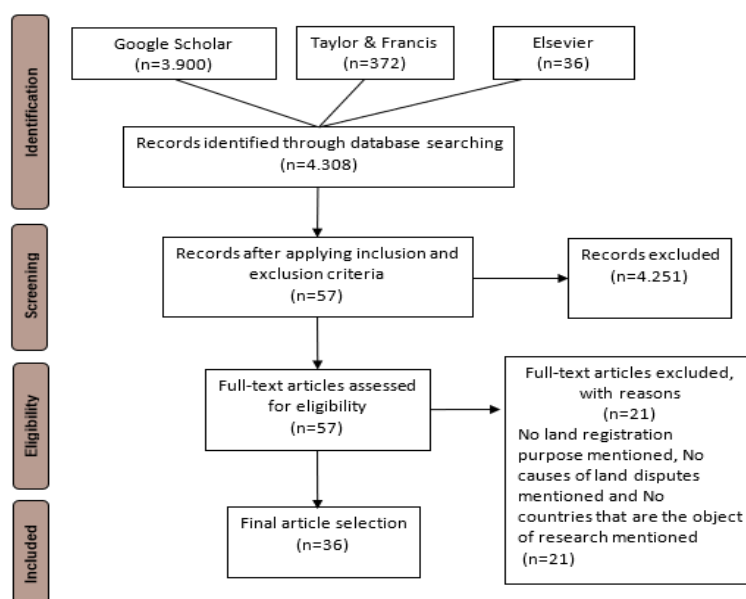 Identification
Google Scholar
(n=3.900)
Taylor & Francis
(n=372)
Elsevier
(n=36)
Records identified through database searching
(n=4.308)
Screening
Records after applying inclusion and
exclusion criteria
(n=57)
Records excluded
(n=4.251)
Eligibility
Full-text articles assessed
for eligibility
(n=57)
Full-text articles excluded,
with reasons
(n=21)
No land registration
purpose mentioned, No
causes of land disputes
mentioned and No
countries that are the object
of research mentioned
(n=21)
Included
Final article selection
(n=36)